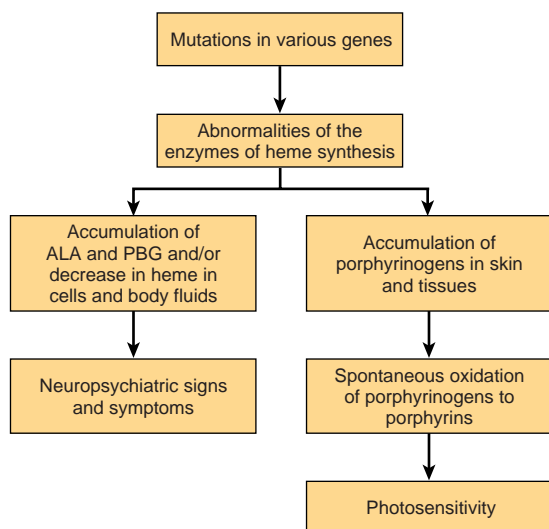 Mutations in various genes
Abnormalities of the
enzymes of heme synthesis
Accumulation of
ALA and PBG and/or
decrease in heme in
cells and body fluids
Accumulation of
porphyrinogens in skin
and tissues
Neuropsychiatric signs
and symptoms
Spontaneous oxidation
of porphyrinogens to
porphyrins
Photosensitivity